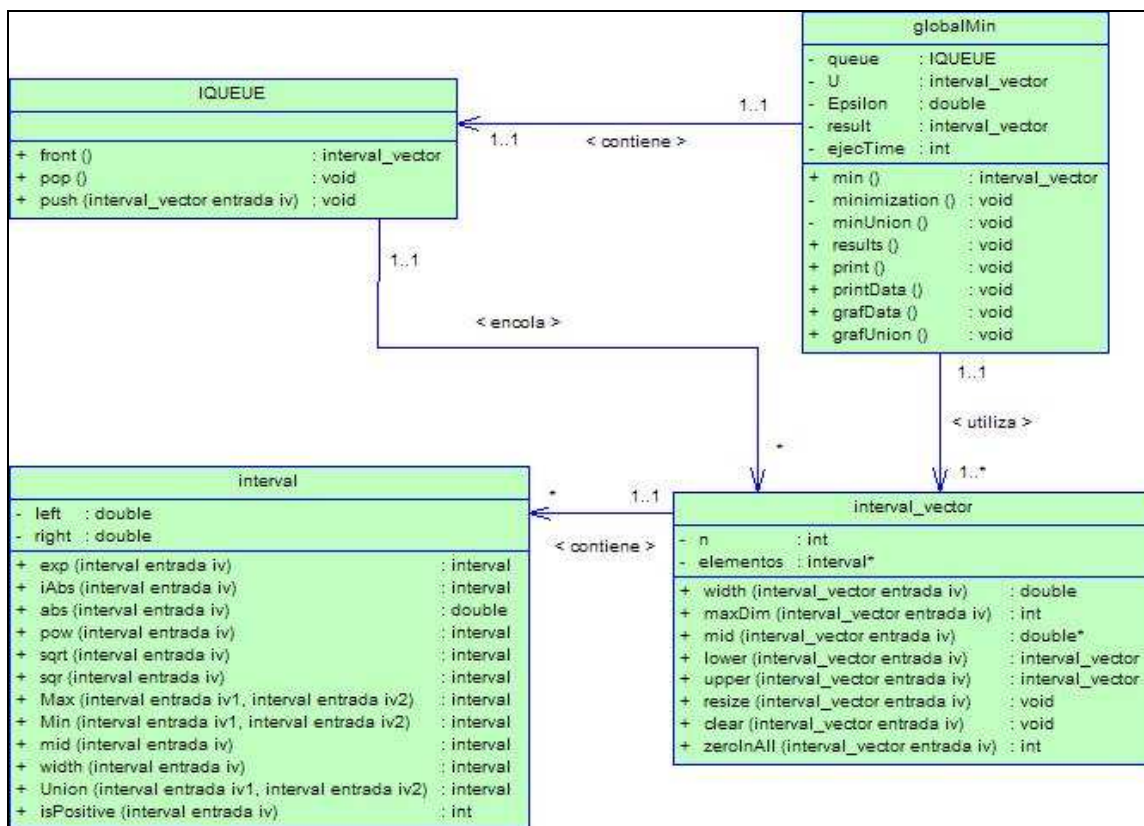 globalMin
- queue : IQUEUE
- U : interval_vector
- Epsilon : double
- result : interval_vector
- ejecTime : int
+ min () : interval_vector
- minimization () : void
- minUnion () : void
+ results () : void
+ print () : void
+ printData () : void
+ grafData () : void
+ grafUnion () : void
IQUEUE
+ front () : interval_vector
+ pop () : void
+ push (interval_vector entrada iv) : void
1..1
1..1
< contiene >
1..1
< encola >
*
1..1
< utiliza >
1..*
interval
- left : double
- right : double
+ exp (interval entrada iv) : interval
+ iAbs (interval entrada iv) : interval
+ abs (interval entrada iv) : double
+ pow (interval entrada iv) : interval
+ sqrt (interval entrada iv) : interval
+ sqr (interval entrada iv) : interval
+ Max (interval entrada iv1, interval entrada iv2) : interval
+ Min (interval entrada iv1, interval entrada iv2) : interval
+ mid (interval entrada iv) : interval
+ width (interval entrada iv) : interval
+ Union (interval entrada iv1, interval entrada iv2) : interval
+ isPositive (interval entrada iv) : int
*
1..1
< contiene >
interval_vector
- n : int
- elementos : interval*
+ width (interval_vector entrada iv) : double
+ maxDim (interval_vector entrada iv) : int
+ mid (interval_vector entrada iv) : double*
+ lower (interval_vector entrada iv) : interval_vector
+ upper (interval_vector entrada iv) : interval_vector
+ resize (interval_vector entrada iv) : void
+ clear (interval_vector entrada iv) : void
+ zeroInAll (interval_vector entrada iv) : int